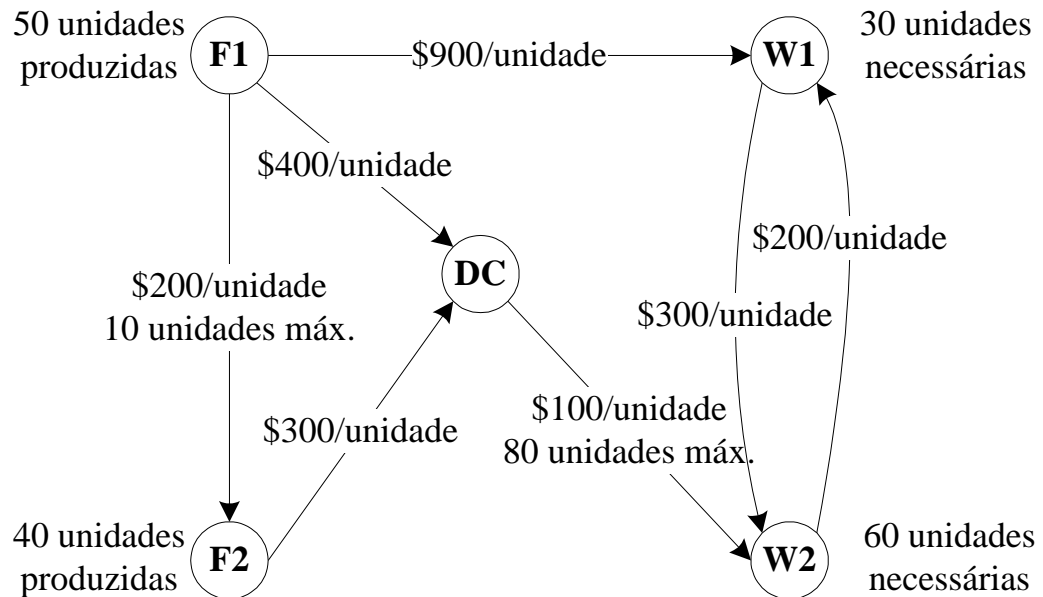 50 unidades
produzidas
F1
$900/unidade
W1
30 unidades
necessárias
$400/unidade
$200/unidade
DC
$200/unidade
10 unidades máx.
$300/unidade
$100/unidade
80 unidades máx.
$300/unidade
40 unidades
produzidas
F2
W2
60 unidades
necessárias